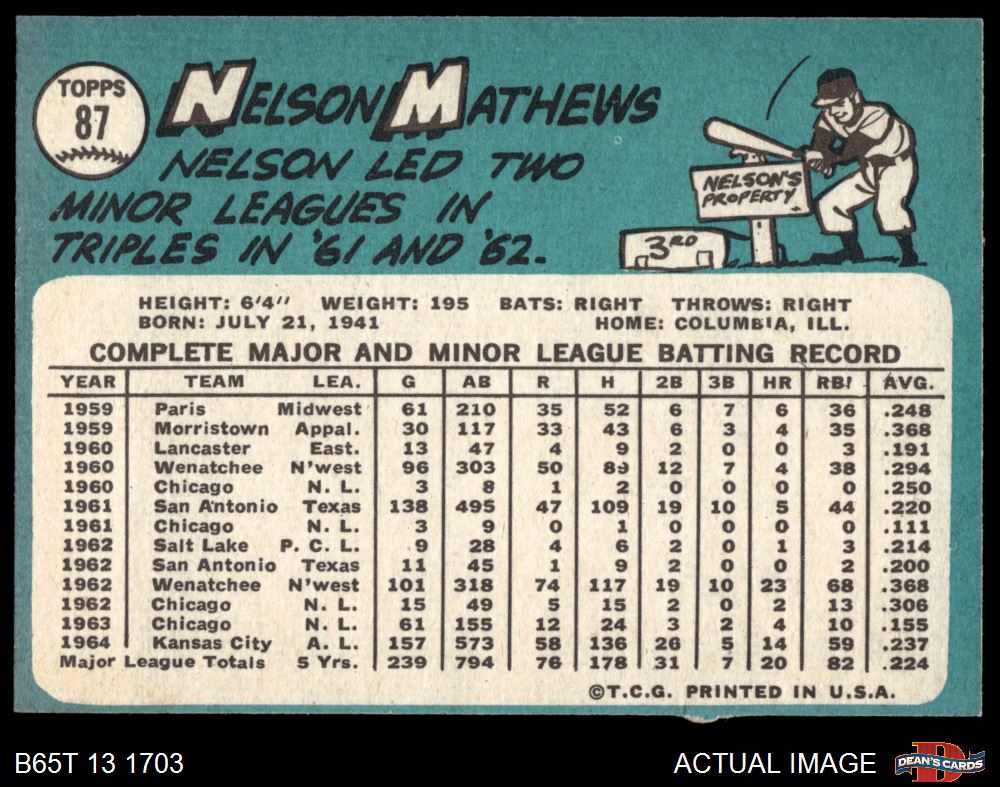 TOPPS
87
NELSON MATHEWS
NELSON LED TWO
MINOR LEAGUES IN
TRIPLES IN '61 AND '62.
NELSON'S
PROPERTY
3RD
HEIGHT: 6'4" WEIGHT: 195 BATS: RIGHT THROWS: RIGHT
BORN: JULY 21, 1941 HOME: COLUMBIA, ILL.
COMPLETE MAJOR AND MINOR LEAGUE BATTING RECORD
YEAR TEAM LEA. G AB R H 2B 3B HR RBI AVG.
1959 Paris Midwest 61 210 35 52 6 7 6 36 .248
1959 Morristown Appal. 30 117 33 43 6 3 4 35 .368
1960 Lancaster East. 13 47 4 9 2 0 0 3 .191
1960 Wenatchee N'west 96 303 50 89 12 7 4 38 .294
1960 Chicago N. L. 3 8 1 2 0 0 0 0 .250
1961 San Antonio Texas 138 495 47 109 19 10 5 44 .220
1961 Chicago N. L. 3 9 0 1 0 0 0 0 .111
1962 Salt Lake P. C. L. 9 28 4 6 2 0 1 3 .214
1962 San Antonio Texas 11 45 1 9 2 0 0 2 .200
1962 Wenatchee N'west 101 318 74 117 19 10 23 68 .368
1962 Chicago N. L. 15 49 5 15 2 0 2 13 .306
1963 Chicago N. L. 61 155 12 24 3 2 4 10 .155
1964 Kansas City A. L. 157 573 58 136 26 5 14 59 .237
Major League Totals 5 Yrs. 239 794 76 178 31 7 20 82 .224
©T.C.G. PRINTED IN U.S.A.
B65T 13 1703 ACTUAL IMAGE
D
DEAN'S CARDS